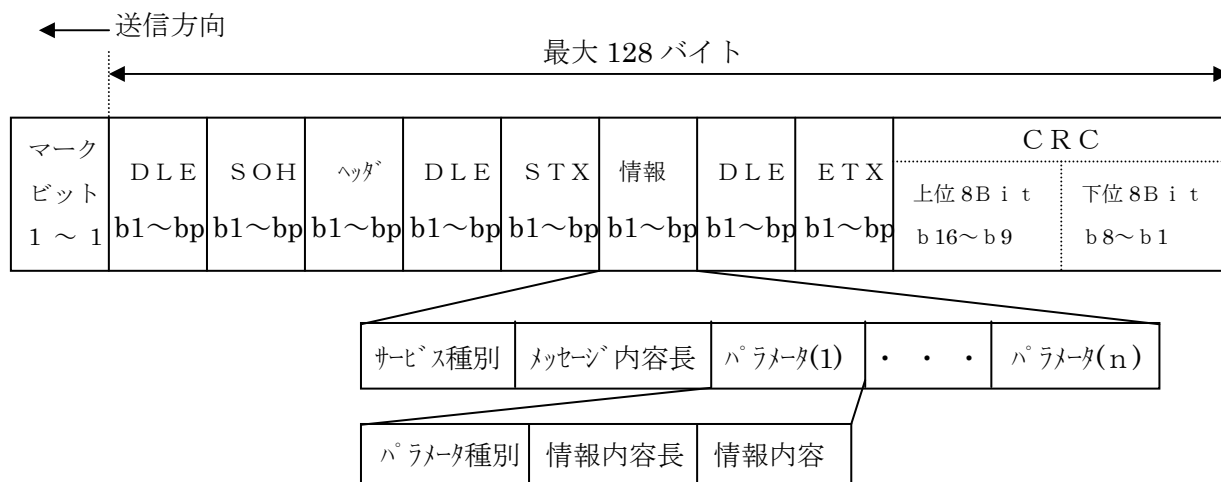 送信方向
最大 128 バイト
マーク
ビット
1 ～ 1
ＤＬＥ
b1～bp
ＳＯＨ
b1～bp
ﾍｯﾀﾞ
b1～bp
ＤＬＥ
b1～bp
ＳＴＸ
b1～bp
情報
b1～bp
ＤＬＥ
b1～bp
ＥＴＸ
b1～bp
ＣＲＣ
上位 8Ｂｉｔ
ｂ16～ｂ9
下位 8Ｂｉｔ
ｂ8～ｂ1
ｻｰﾋﾞｽ種別
ﾒｯｾｰｼﾞ内容長
ﾊﾟﾗﾒｰﾀ(1)
・ ・ ・
ﾊﾟﾗﾒｰﾀ(ｎ)
ﾊﾟﾗﾒｰﾀ種別
情報内容長
情報内容